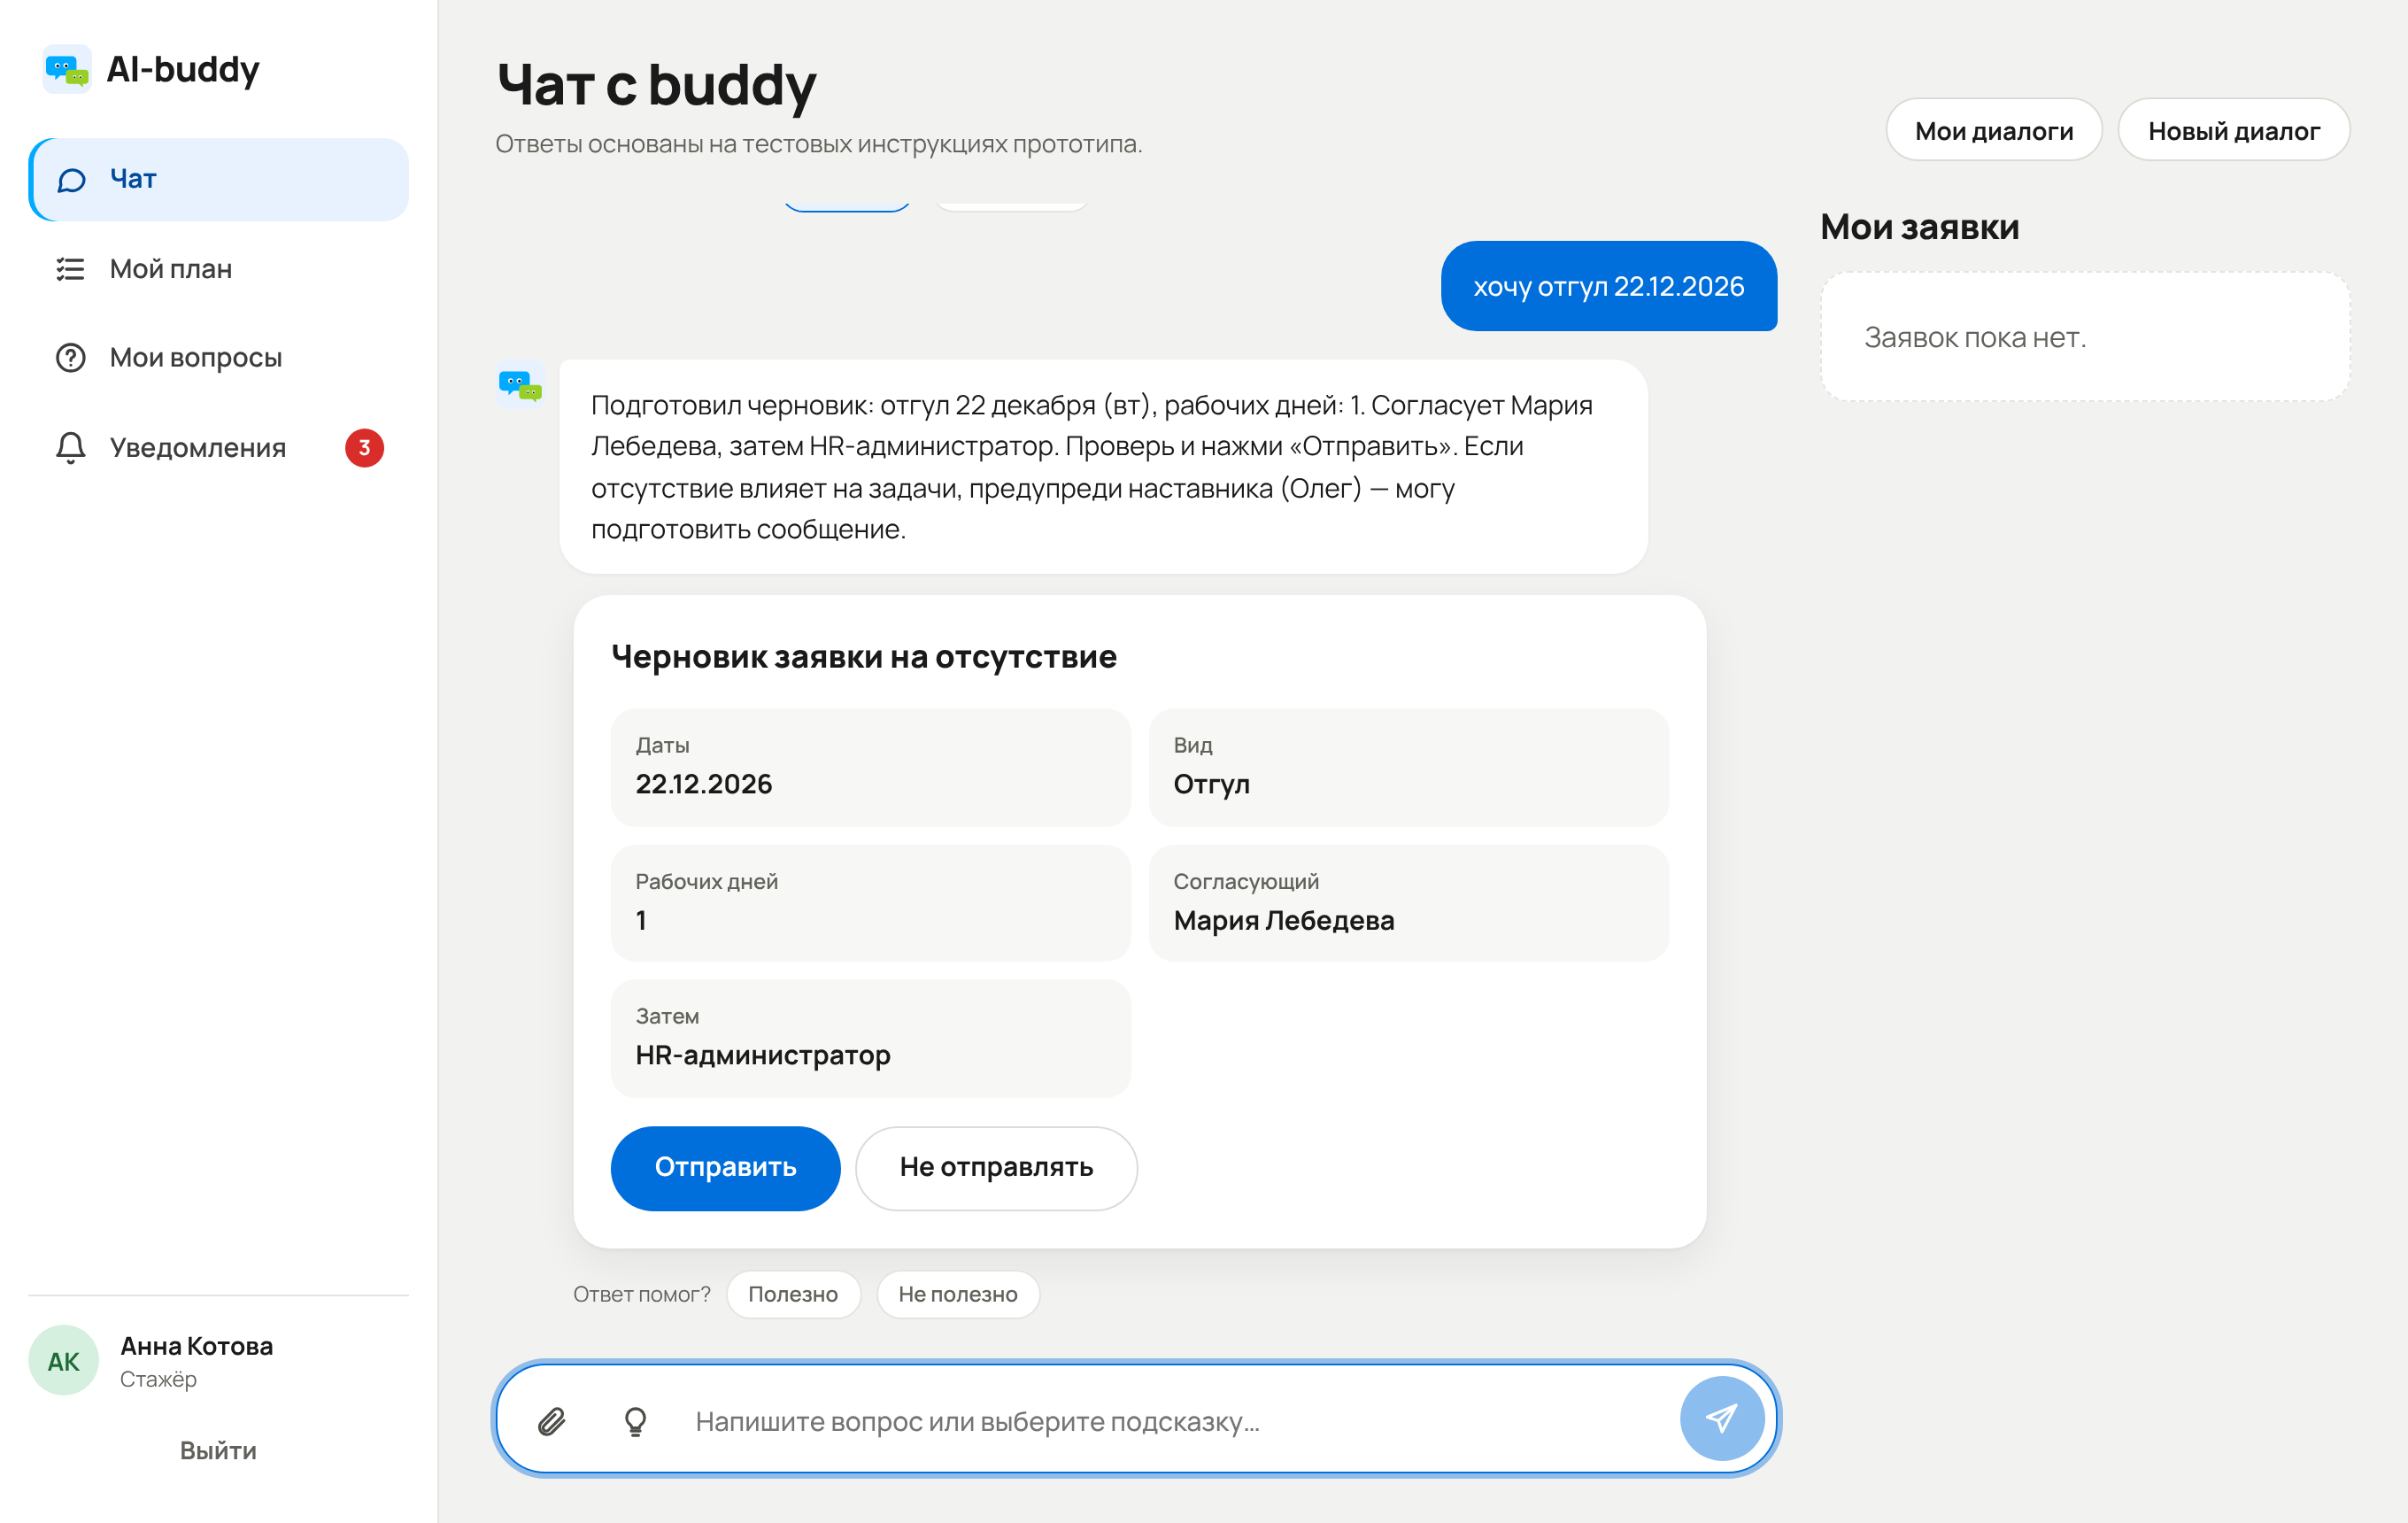 AI-buddy
Чат
Мой план
Мои вопросы
Уведомления
3
Анна Котова
АК
Стажёр
Выйти
Чат с buddy
Ответы основаны на тестовых инструкциях прототипа.
Мои диалоги
Новый диалог
хочу отгул 22.12.2026
Подготовил черновик: отгул 22 декабря (вт), рабочих дней: 1. Согласует Мария
Лебедева, затем HR-администратор. Проверь и нажми «Отправить». Если
отсутствие влияет на задачи, предупреди наставника (Олег) — могу
подготовить сообщение.
Черновик заявки на отсутствие
Даты
22.12.2026
Вид
Отгул
Рабочих дней
1
Согласующий
Мария Лебедева
Затем
HR-администратор
Отправить
Не отправлять
Ответ помог?
Полезно
Не полезно
Напишите вопрос или выберите подсказку...
Мои заявки
Заявок пока нет.